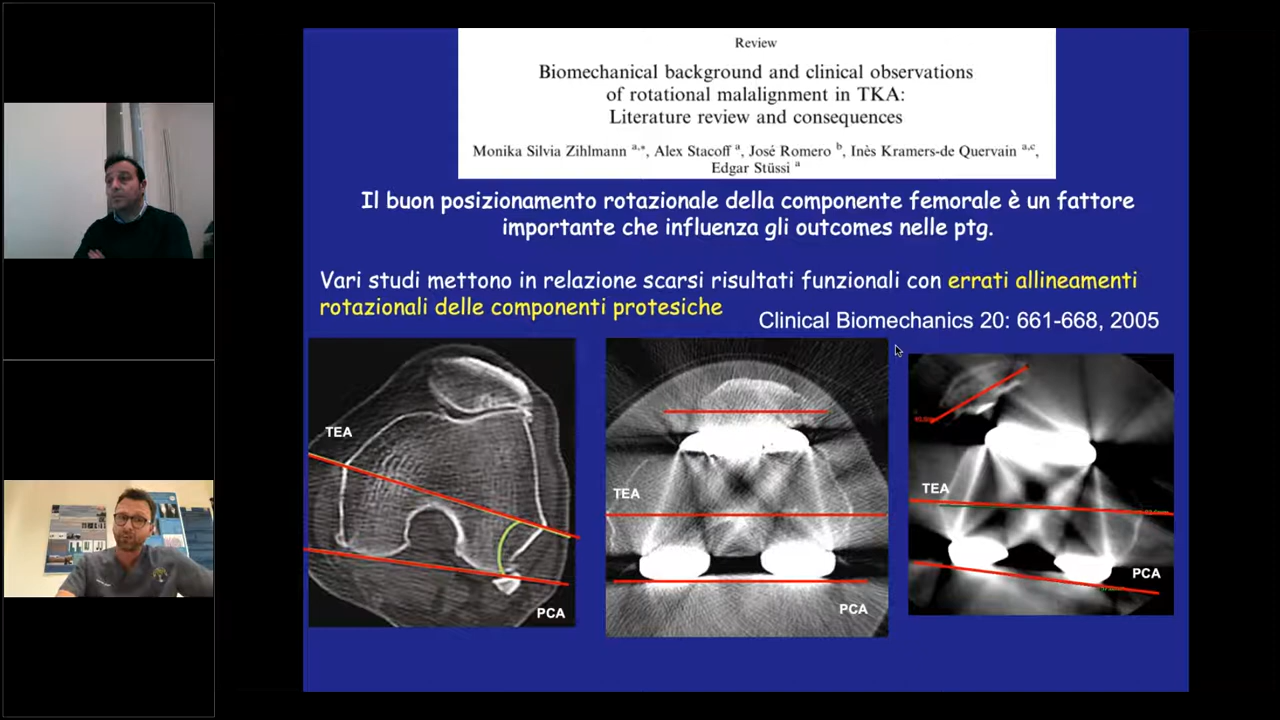 Review
Biomechanical background and clinical observations
of rotational malalignment in TKA:
Literature review and consequences
Monika Silvia Zihlmann a,*, Alex Stacoff a, José Romero b, Inès Kramers-de Quervain a,c,
Edgar Stüssi a
Il buon posizionamento rotazionale della componente femorale è un fattore
importante che influenza gli outcomes nelle ptg.
Vari studi mettono in relazione scarsi risultati funzionali con errati allineamenti
rotazionali delle componenti protesiche
Clinical Biomechanics 20: 661-668, 2005
TEA
PCA
TEA
PCA
TEA
PCA